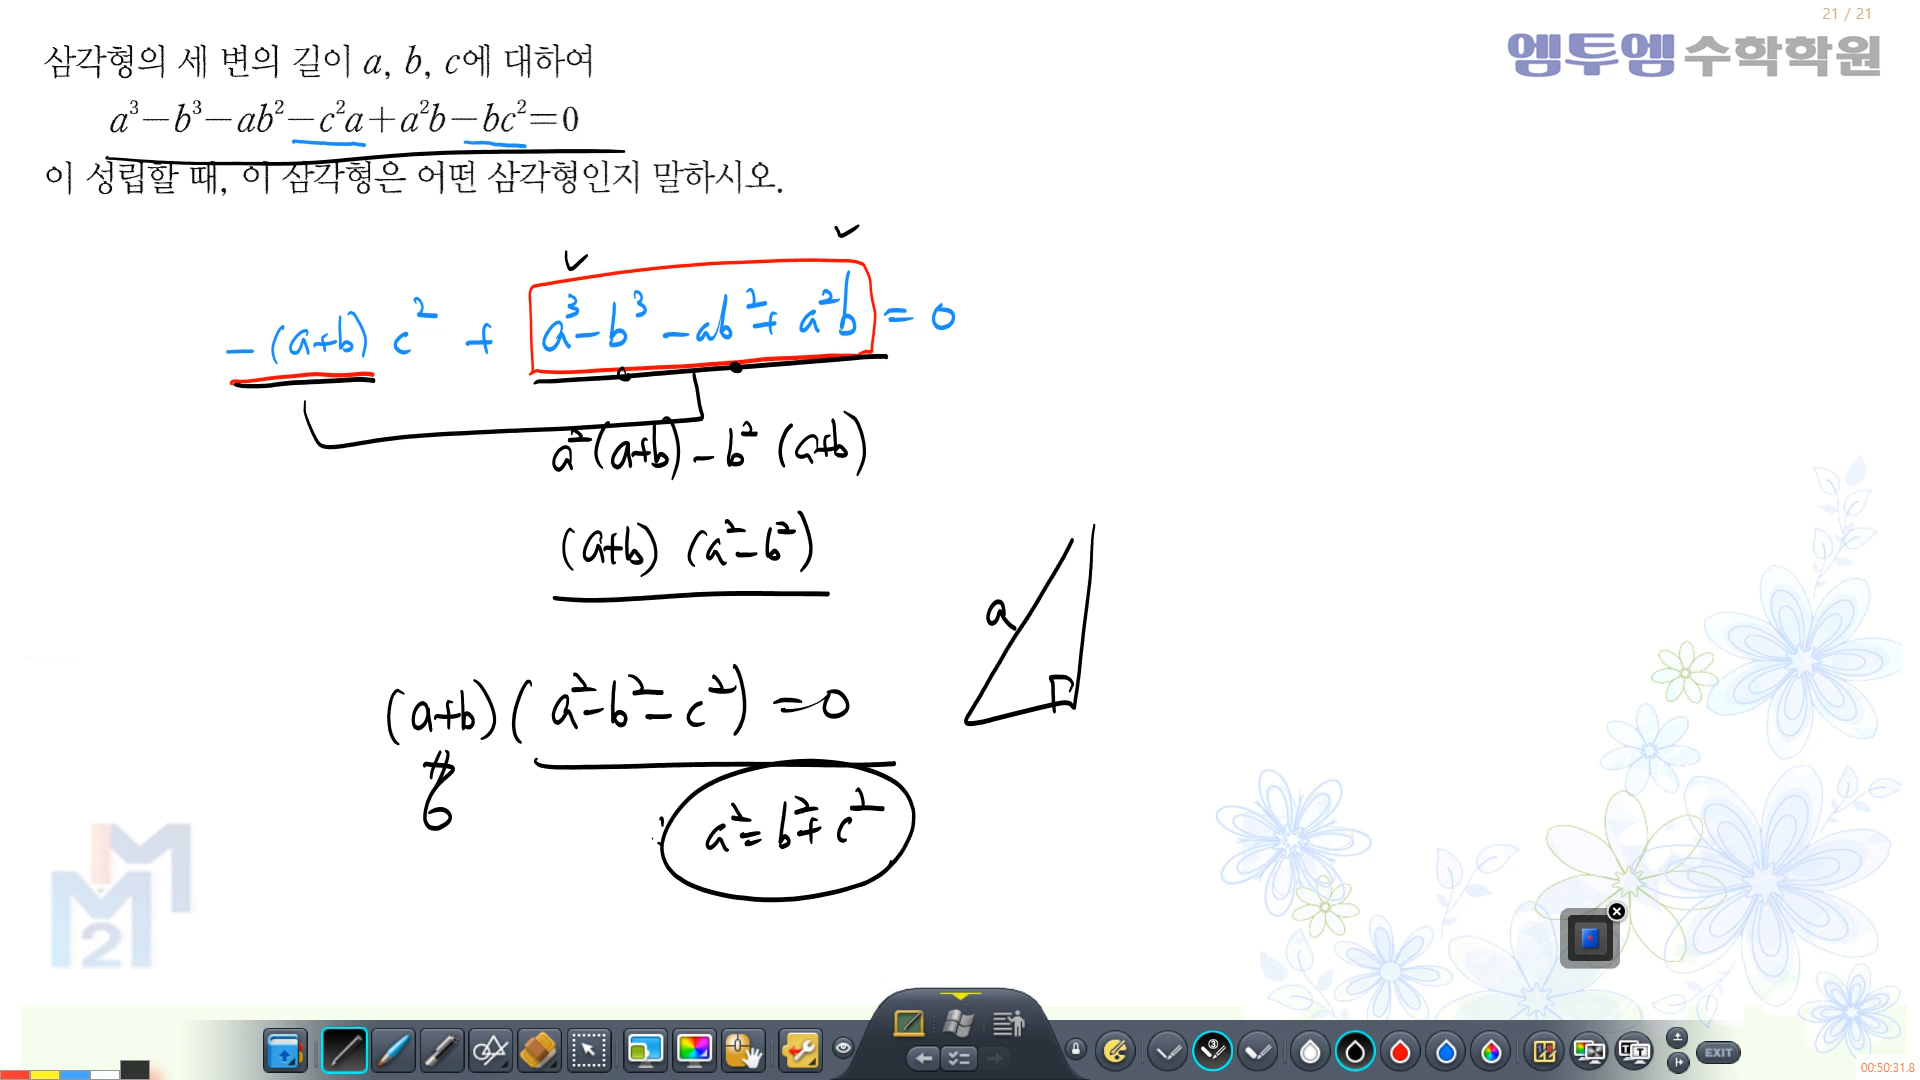 21 / 21
엠투엠 수학학원
삼각형의 세 변의 길이 a, b, c에 대하여
a³−b³−ab²−c²a+a²b−bc²=0
이 성립할 때, 이 삼각형은 어떤 삼각형인지 말하시오.
−(a+b) c² + a³−b³−ab²+a²b = 0
a²(a+b)−b²(a+b)
(a+b)(a²−b²)
a
(a+b)(a²−b²−c²)=0
a²=b²+c²
M2M
EXIT
00:50:31.8